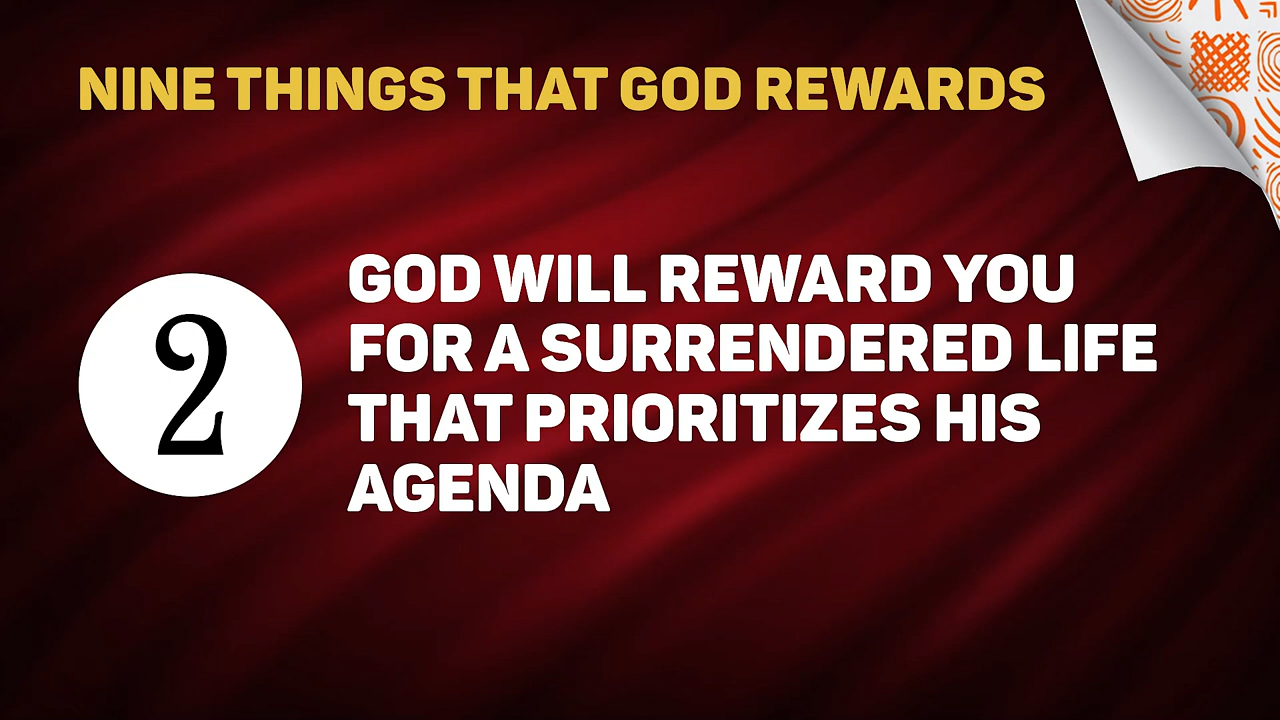 NINE THINGS THAT GOD REWARDS
2
GOD WILL REWARD YOU
FOR A SURRENDERED LIFE
THAT PRIORITIZES HIS
AGENDA